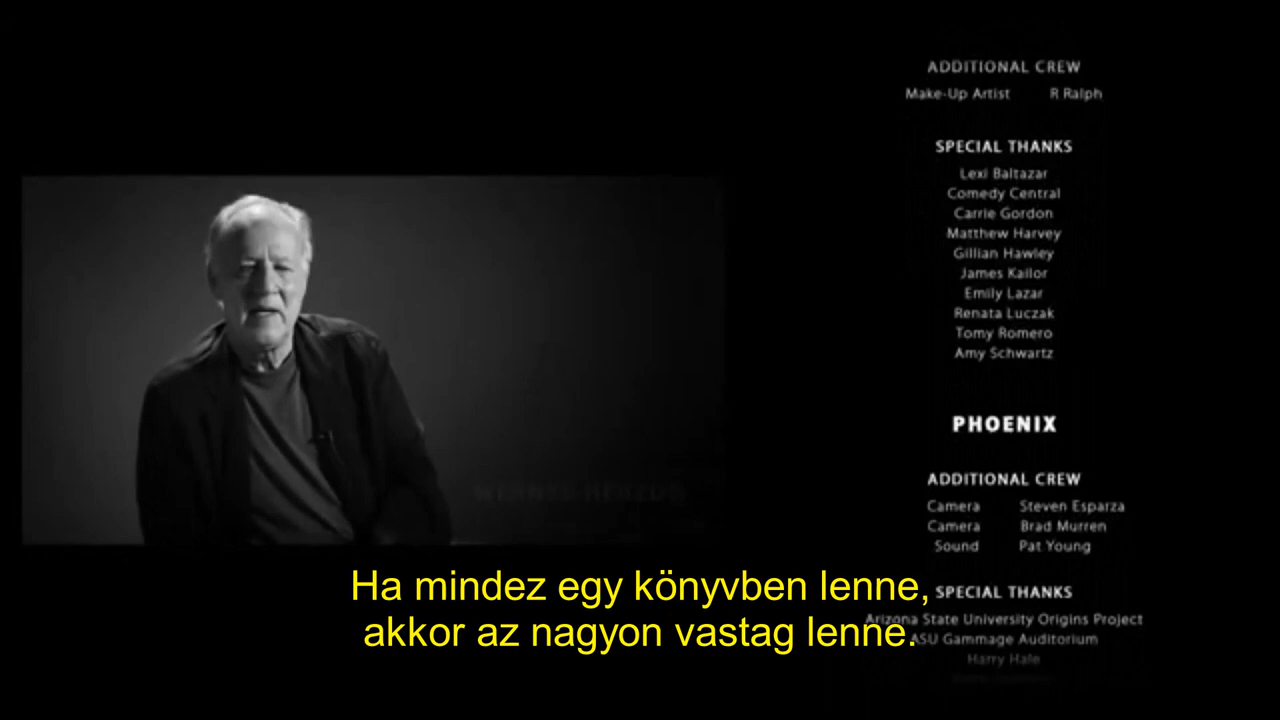 ADDITIONAL CREW
Make-Up Artist R Ralph
SPECIAL THANKS
Lexi Baltazar
Comedy Central
Carrie Gordon
Matthew Harvey
Gillian Hawley
James Kailor
Emily Lazar
Renata Luczak
Tomy Romero
Amy Schwartz
PHOENIX
ADDITIONAL CREW
Camera Steven Esparza
Camera Brad Murren
Sound Pat Young
SPECIAL THANKS
Arizona State University Origins Project
ASU Gammage Auditorium
Harry Hale
WERNER HERZOG
Ha mindez egy könyvben lenne,
akkor az nagyon vastag lenne.